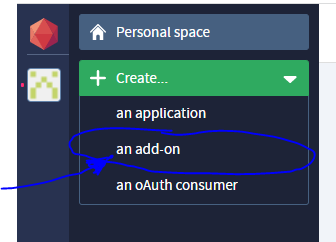 Personal space
Create...
an application
an add-on
an oAuth consumer